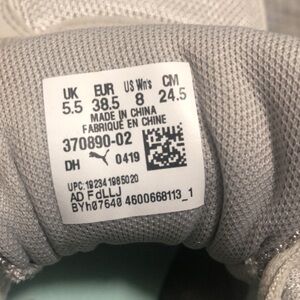 UK EUR US Wn's CM
5.5 38.5 8 24.5
MADE IN CHINA
FABRIQUÉ EN CHINE
370890-02
DH 0419
UPC:192341985020
AD FdLLJ
BYh07640 4600668113_1